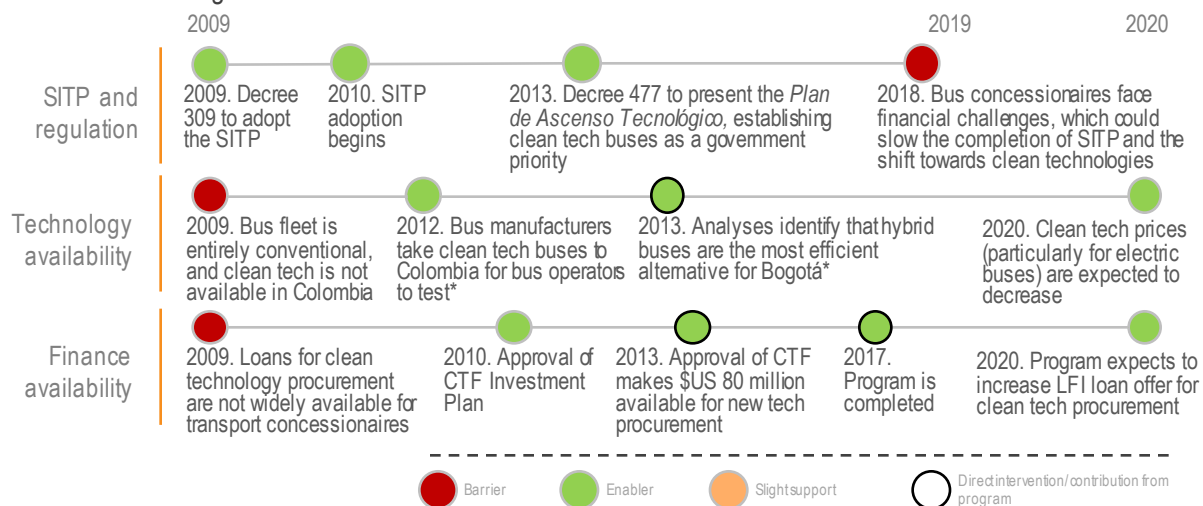 2009
2019
2020
SITP and
regulation
2009. Decree
309 to adopt
the SITP
2010. SITP
adoption
begins
2013. Decree 477 to present the Plan
de Ascenso Tecnológico, establishing
clean tech buses as a government
priority
2018. Bus concessionaires face
financial challenges, which could
slow the completion of SITP and the
shift towards clean technologies
Technology
availability
2009. Bus fleet is
entirely conventional,
and clean tech is not
available in Colombia
2012. Bus manufacturers
take clean tech buses to
Colombia for bus operators
to test*
2013. Analyses identify that hybrid
buses are the most efficient
alternative for Bogotá*
2020. Clean tech prices
(particularly for electric
buses) are expected to
decrease
Finance
availability
2009. Loans for clean
technology procurement
are not widely available for
transport concessionaires
2010. Approval of
CTF Investment
Plan
2013. Approval of CTF
makes $US 80 million
available for new tech
procurement
2017.
Program is
completed
2020. Program expects to
increase LFI loan offer for
clean tech procurement
Barrier
Enabler
Slight support
Direct intervention/contribution from
program